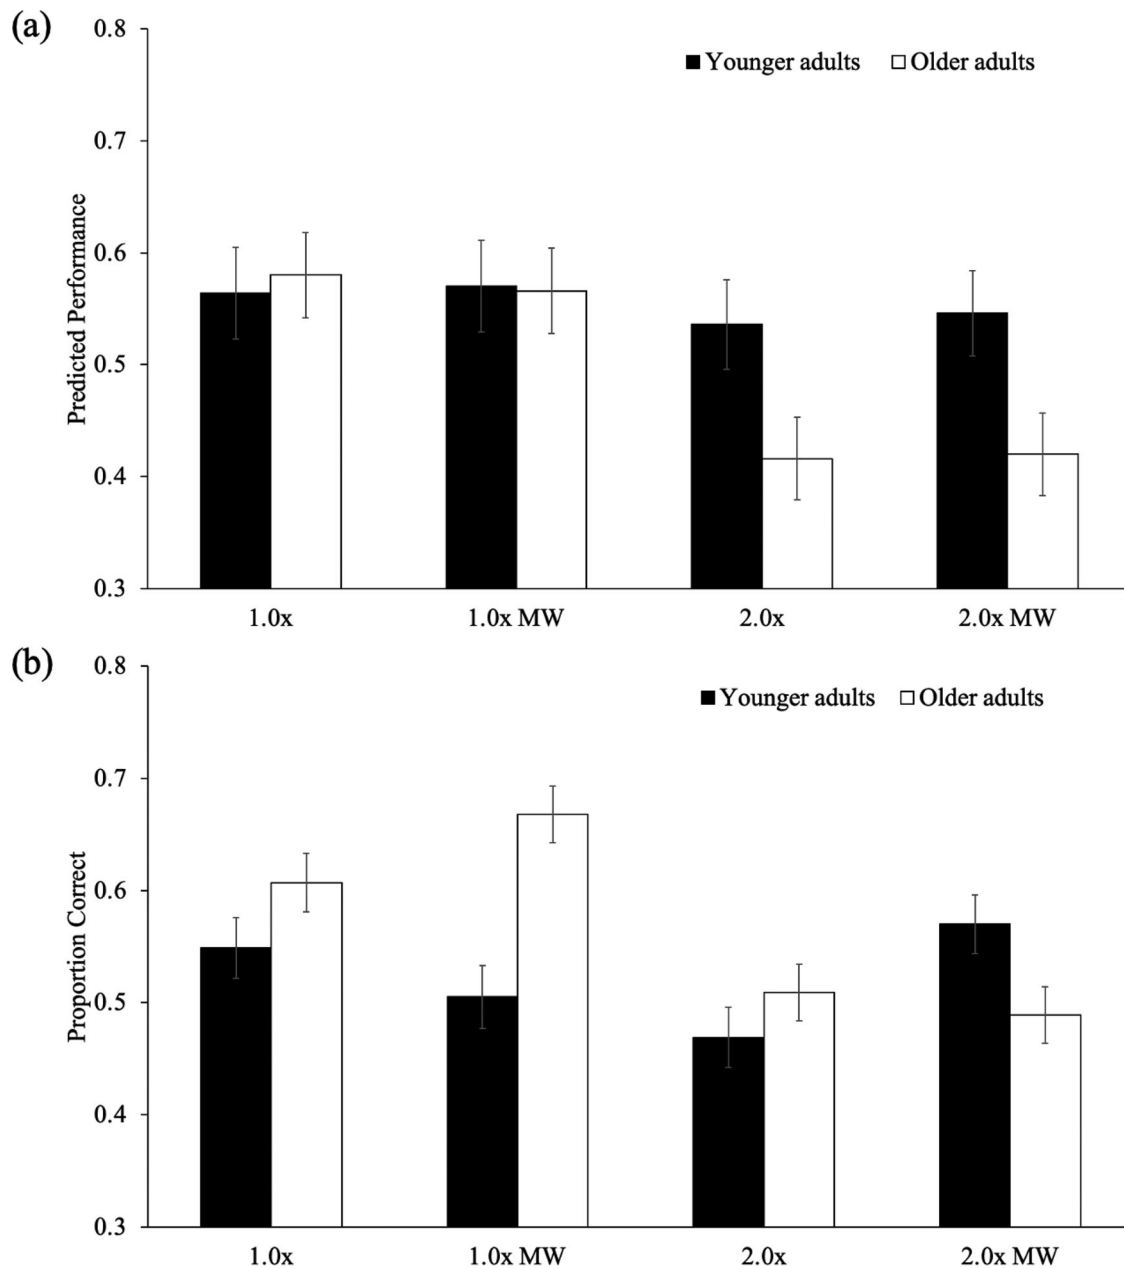 (a)
0.8
Younger adults Older adults
0.7
0.6
0.5
0.4
0.3
Predicted Performance
1.0x 1.0x MW 2.0x 2.0x MW
(b)
0.8
Younger adults Older adults
0.7
0.6
0.5
0.4
0.3
Proportion Correct
1.0x 1.0x MW 2.0x 2.0x MW